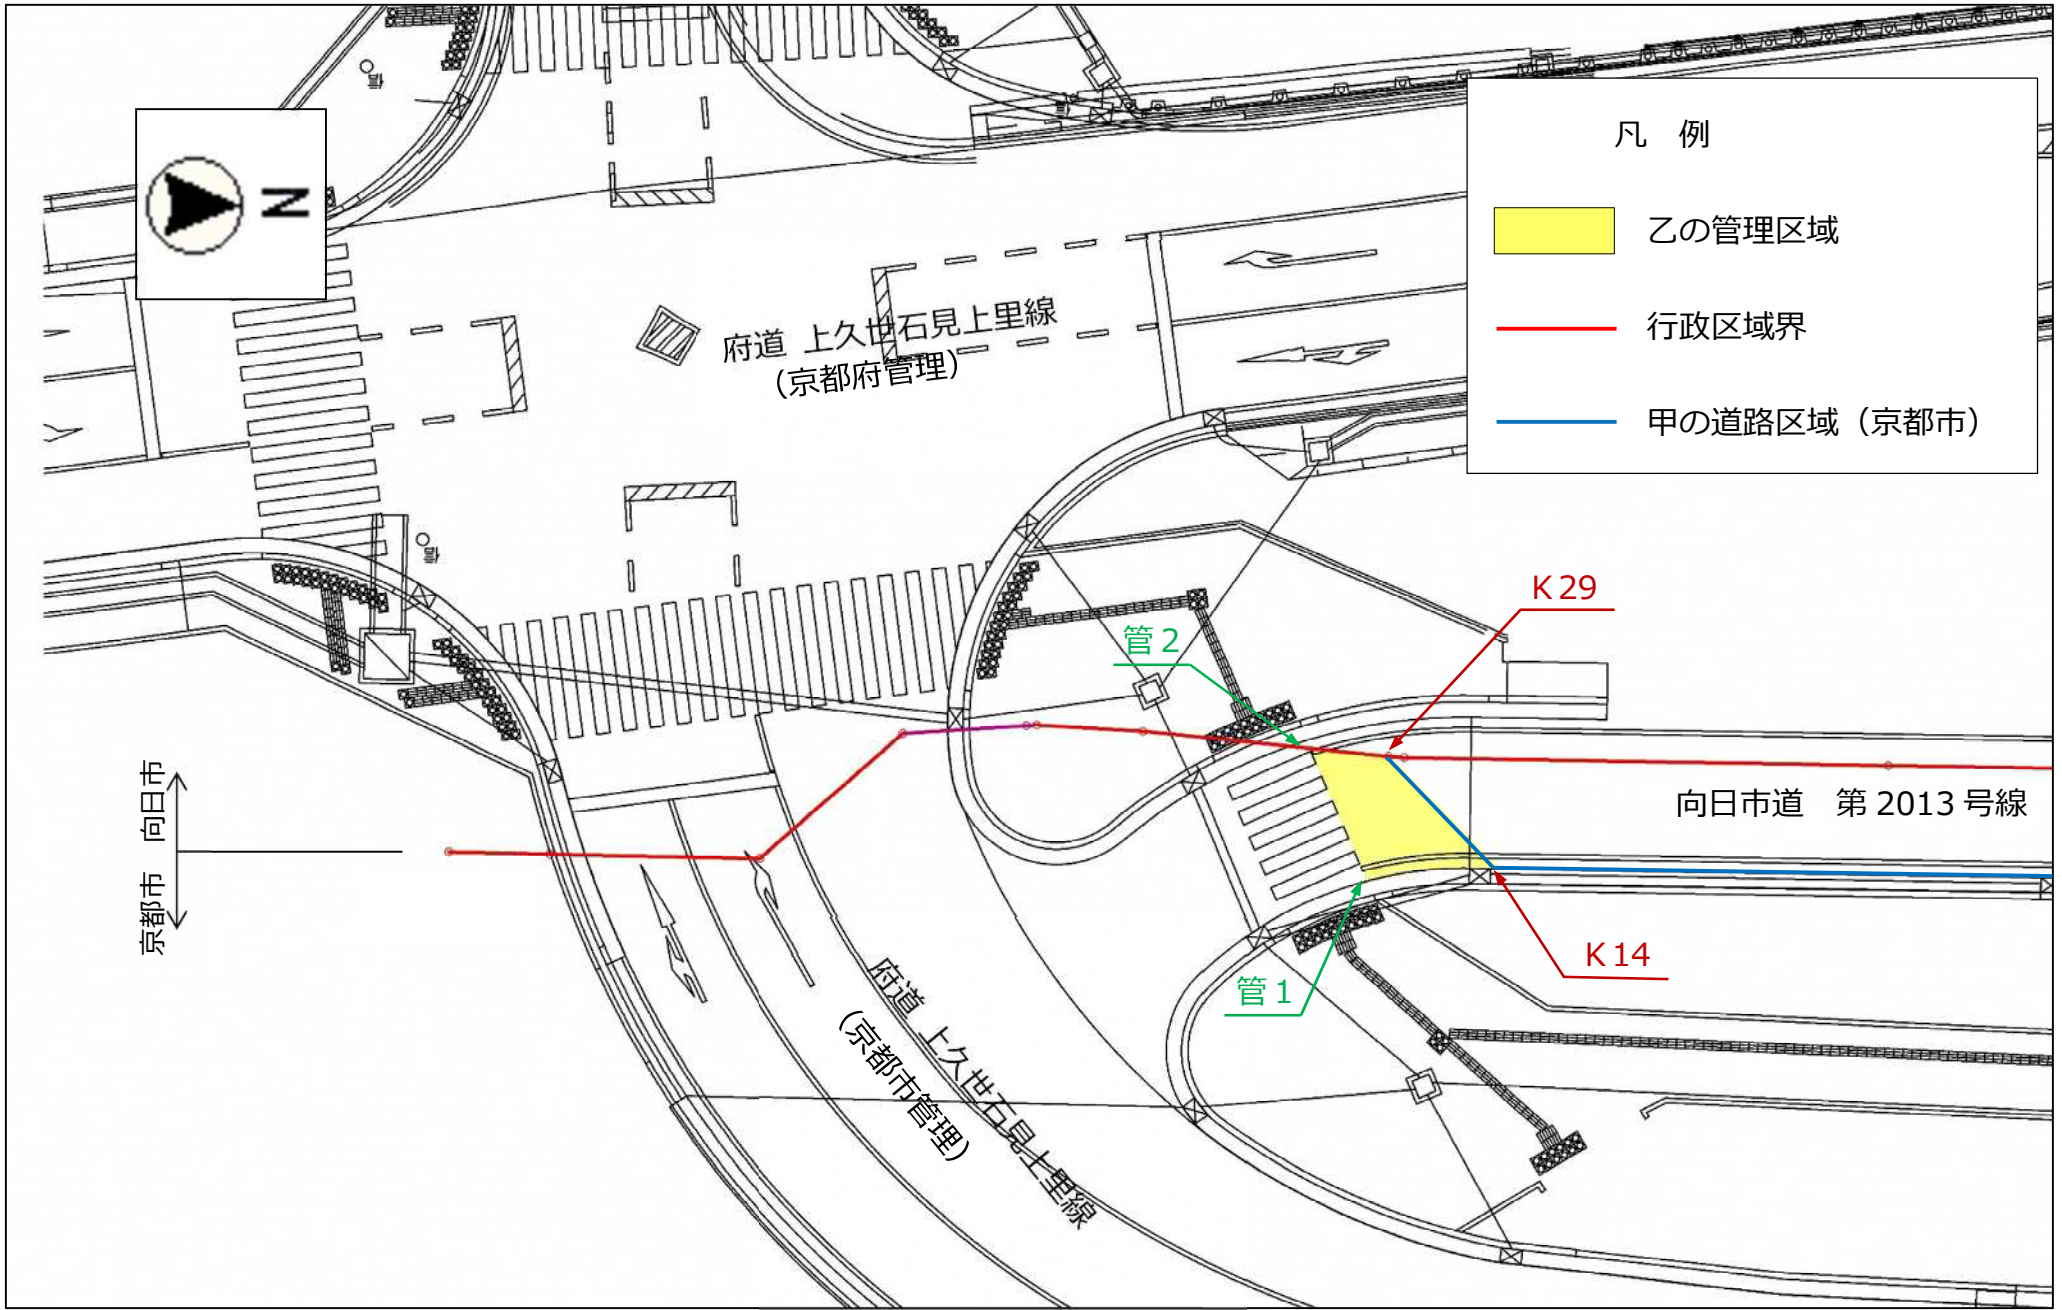 N
凡　例
乙の管理区域
行政区域界
甲の道路区域（京都市）
府道 上久世石見上里線
（京都府管理）
信
信
信
K29
管2
向日市道　第2013号線
向日市
京都市
K14
管1
府道 上久世石見上里線
（京都市管理）